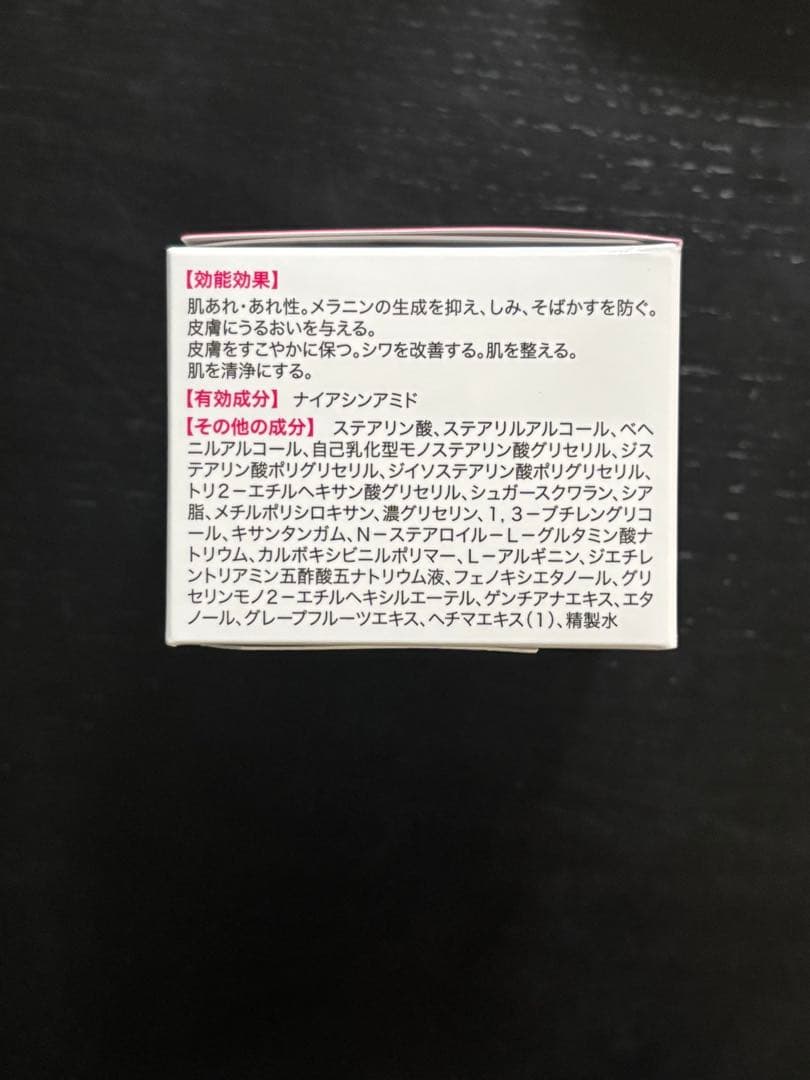 【効能効果】
肌あれ・あれ性。メラニンの生成を抑え、しみ、そばかすを防ぐ。
皮膚にうるおいを与える。
皮膚をすこやかに保つ。シワを改善する。肌を整える。
肌を清浄にする。
【有効成分】 ナイアシンアミド
【その他の成分】 ステアリン酸、ステアリルアルコール、ベヘ
ニルアルコール、自己乳化型モノステアリン酸グリセリル、ジス
テアリン酸ポリグリセリル、ジイソステアリン酸ポリグリセリル、
トリ2－エチルヘキサン酸グリセリル、シュガースクワラン、シア
脂、メチルポリシロキサン、濃グリセリン、1，3－ブチレングリコ
ール、キサンタンガム、N－ステアロイル－L－グルタミン酸ナ
トリウム、カルボキシビニルポリマー、L－アルギニン、ジエチレ
ントリアミン五酢酸五ナトリウム液、フェノキシエタノール、グリ
セリンモノ2－エチルヘキシルエーテル、ゲンチアナエキス、エタ
ノール、グレープフルーツエキス、ヘチマエキス（1）、精製水